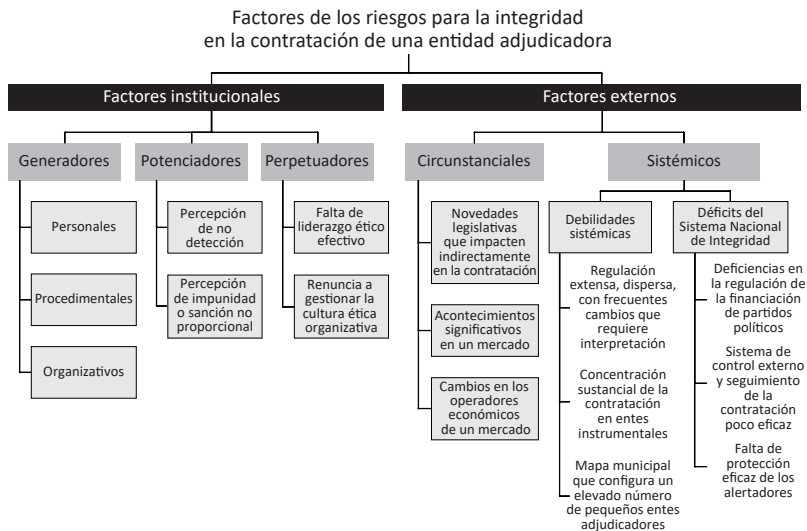 Factores de los riesgos para la integridad
en la contratación de una entidad adjudicadora
Factores institucionales
Factores externos
Generadores
Potenciadores
Perpetuadores
Circunstanciales
Sistémicos
Personales
Procedimentales
Organizativos
Percepción
de no
detección
Percepción
de impunidad
o sanción no
proporcional
Falta de
liderazgo ético
efectivo
Renuncia a
gestionar la
cultura ética
organizativa
Novedades
legislativas
que impacten
indirectamente
en la contratación
Acontecimientos
significativos
en un mercado
Cambios en los
operadores
económicos
de un mercado
Debilidades
sistémicas
Regulación
extensa, dispersa,
con frecuentes
cambios que
requiere
interpretación
Concentración
sustancial de la
contratación
en entes
instrumentales
Mapa municipal
que configura un
elevado número
de pequeños entes
adjudicadores
Déficits del
Sistema Nacional
de Integridad
Deficiencias en
la regulación de
la financiación
de partidos
políticos
Sistema de
control externo
y seguimiento
de la
contratación
poco eficaz
Falta de
protección
eficaz de los
alertadores